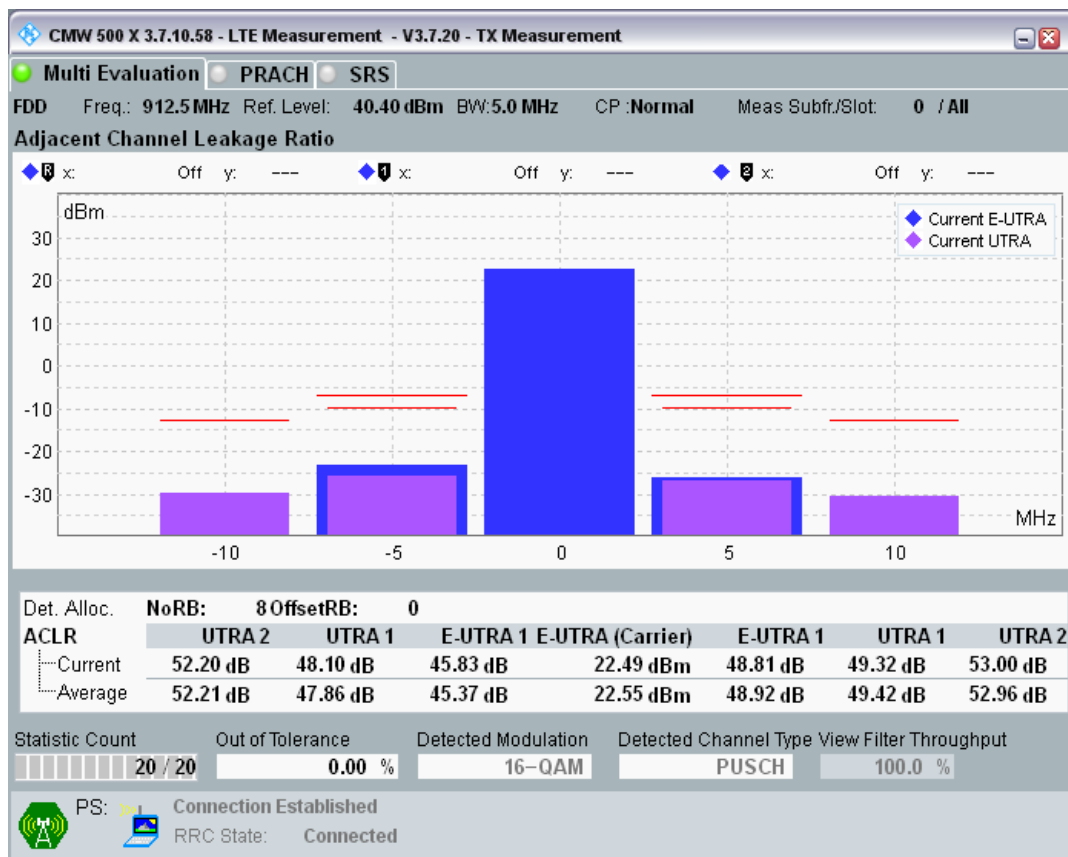 CMW 500 X 3.7.10.58 - LTE Measurement - V3.7.20 - TX Measurement
Multi Evaluation PRACH SRS
FDD Freq.: 912.5 MHz Ref. Level: 40.40 dBm BW:5.0 MHz CP :Normal Meas Subfr./Slot: 0 / All
Adjacent Channel Leakage Ratio
R x: Off y: --- 1 x: Off y: --- 2 x: Off y: ---
dBm
Current E-UTRA
Current UTRA
30
20
10
0
-10
-20
-30
MHz
-10 -5 0 5 10
Det. Alloc. NoRB: 8 OffsetRB: 0
ACLR UTRA 2 UTRA 1 E-UTRA 1 E-UTRA (Carrier) E-UTRA 1 UTRA 1 UTRA 2
Current 52.20 dB 48.10 dB 45.83 dB 22.49 dBm 48.81 dB 49.32 dB 53.00 dB
Average 52.21 dB 47.86 dB 45.37 dB 22.55 dBm 48.92 dB 49.42 dB 52.96 dB
Statistic Count Out of Tolerance Detected Modulation Detected Channel Type View Filter Throughput
20 / 20 0.00 % 16-QAM PUSCH 100.0 %
PS: Connection Established
RRC State: Connected